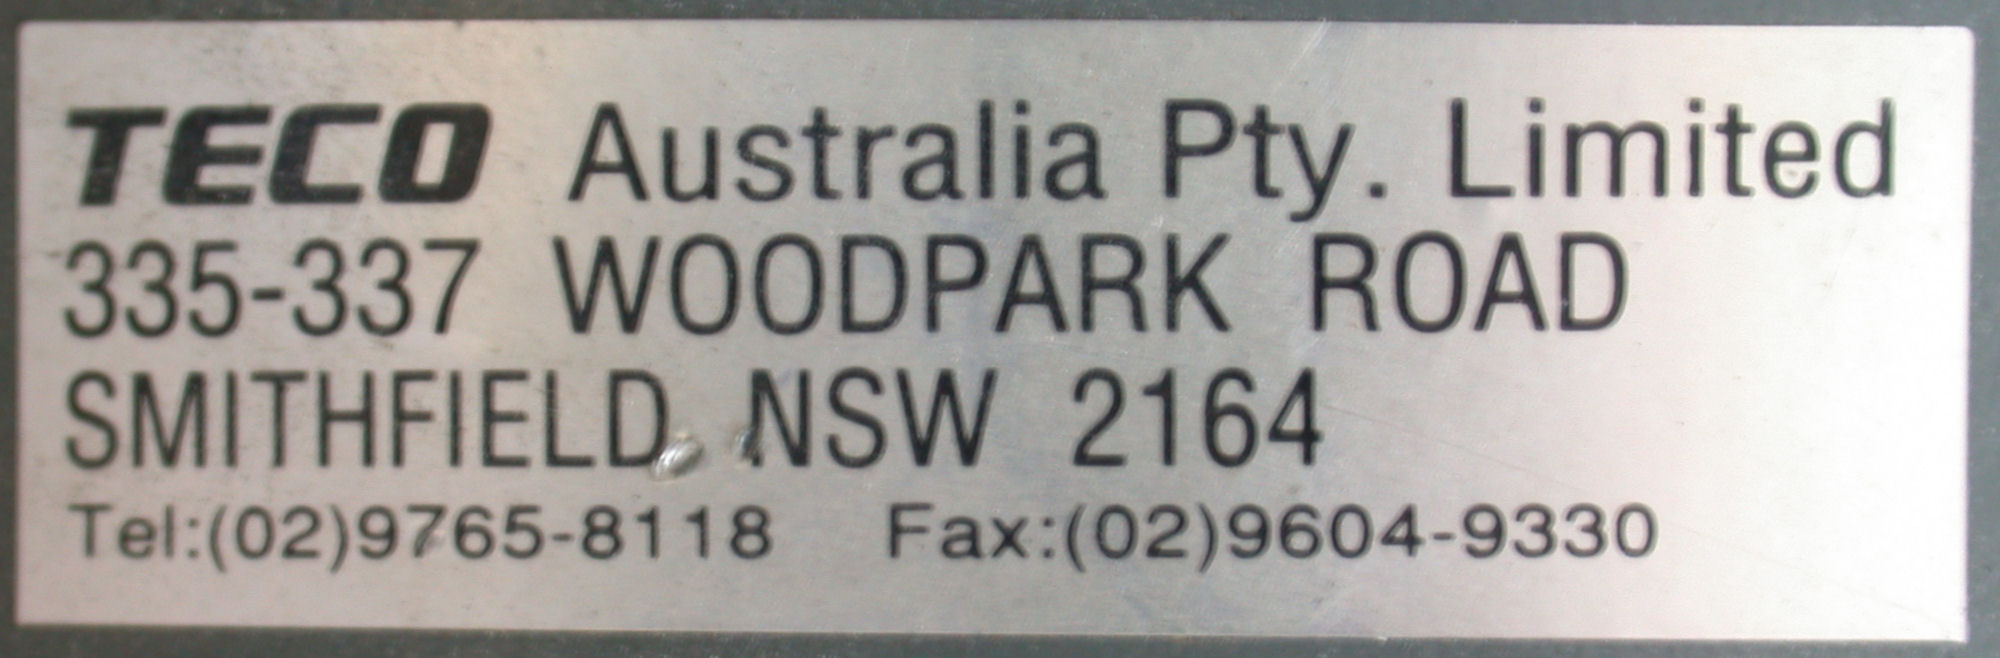 TECO Australia Pty. Limited
335-337 WOODPARK ROAD
SMITHFIELD, NSW 2164
Tel:(02)9765-8118 Fax:(02)9604-9330